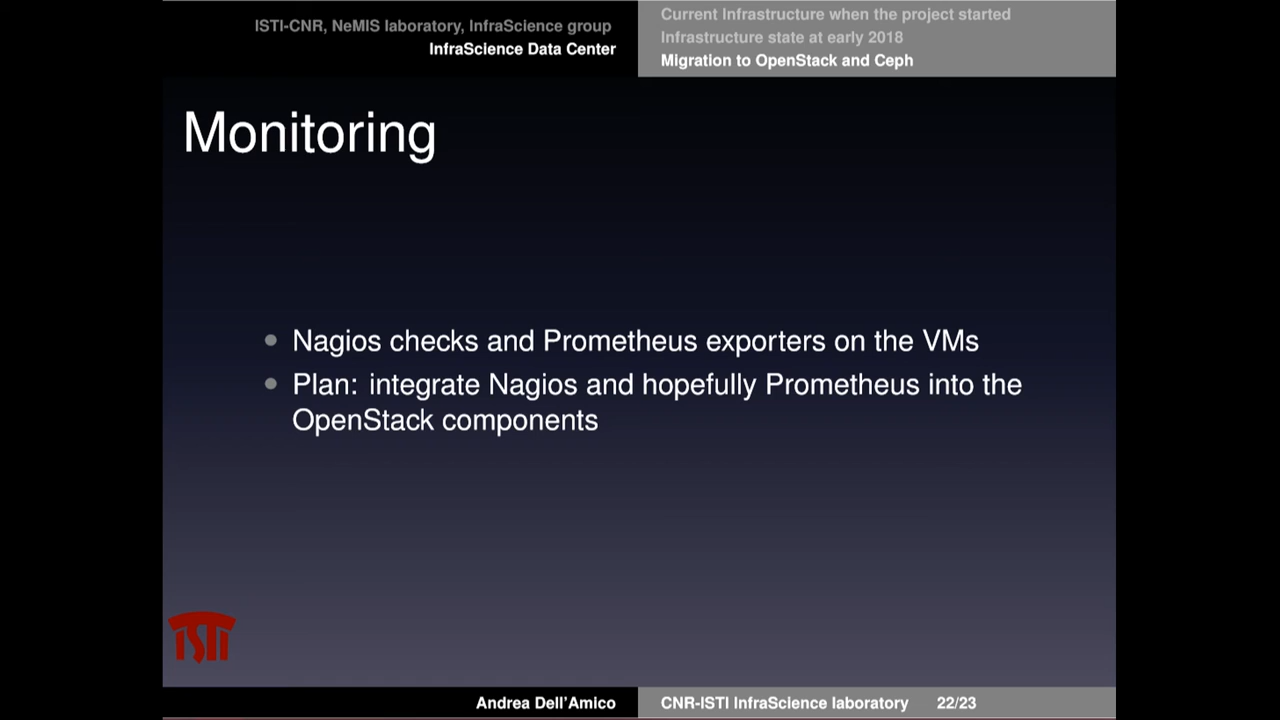 ISTI-CNR, NeMIS laboratory, InfraScience group
InfraScience Data Center
Current Infrastructure when the project started
Infrastructure state at early 2018
Migration to OpenStack and Ceph
Monitoring
Nagios checks and Prometheus exporters on the VMs
Plan: integrate Nagios and hopefully Prometheus into the
OpenStack components
ISTI
Andrea Dell'Amico
CNR-ISTI InfraScience laboratory 22/23